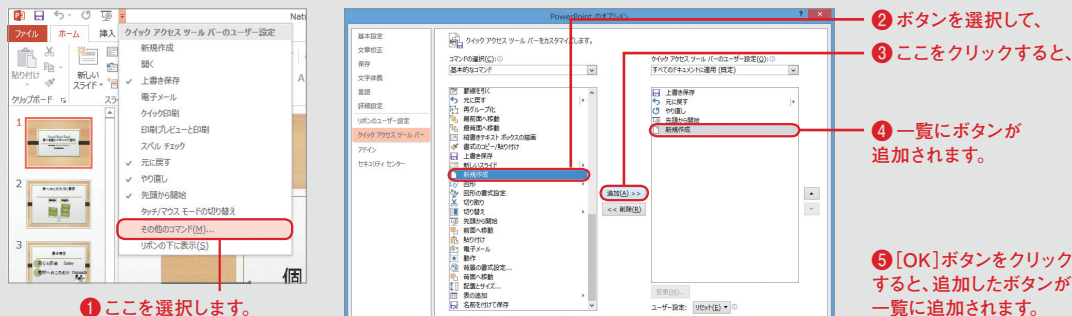 ファイル
ホーム
挿入
クイック アクセス ツール バーのユーザー設定
新規作成
開く
上書き保存
電子メール
クイック印刷
印刷プレビューと印刷
スペル チェック
元に戻す
やり直し
先頭から開始
タッチ/マウス モードの切り替え
その他のコマンド(M)...
リボンの下に表示(S)
貼り付け
新しい
スライド
クリップボード
1
2
3
個
❶ ここを選択します。
PowerPoint のオプション
基本設定
文章校正
保存
文字体裁
言語
詳細設定
リボンのユーザー設定
クイック アクセス ツール バー
アドイン
セキュリティ センター
クイック アクセス ツール バーをカスタマイズします。
コマンドの選択(C):
基本的なコマンド
罫線を引く
元に戻す
再グループ化
最前面へ移動
最背面へ移動
縦書きテキスト ボックスの描画
書式のコピー/貼り付け
上書き保存
新しいスライド
新規作成
図形
図形の書式設定
切り取り
切り替え
先頭から開始
前面へ移動
貼り付け
電子メール
動作
背景の書式設定...
背面へ移動
配置とサイズ...
表の追加
名前を付けて保存
追加(A) >>
<< 削除(R)
クイック アクセス ツール バーのユーザー設定(Q):
すべてのドキュメントに適用 (既定)
上書き保存
元に戻す
やり直し
先頭から開始
新規作成
変更(M)...
ユーザー設定:
リセット(E)
❷ ボタンを選択して、
❸ ここをクリックすると、
❹ 一覧にボタンが
追加されます。
❺ [OK]ボタンをクリック
すると、追加したボタンが
一覧に追加されます。